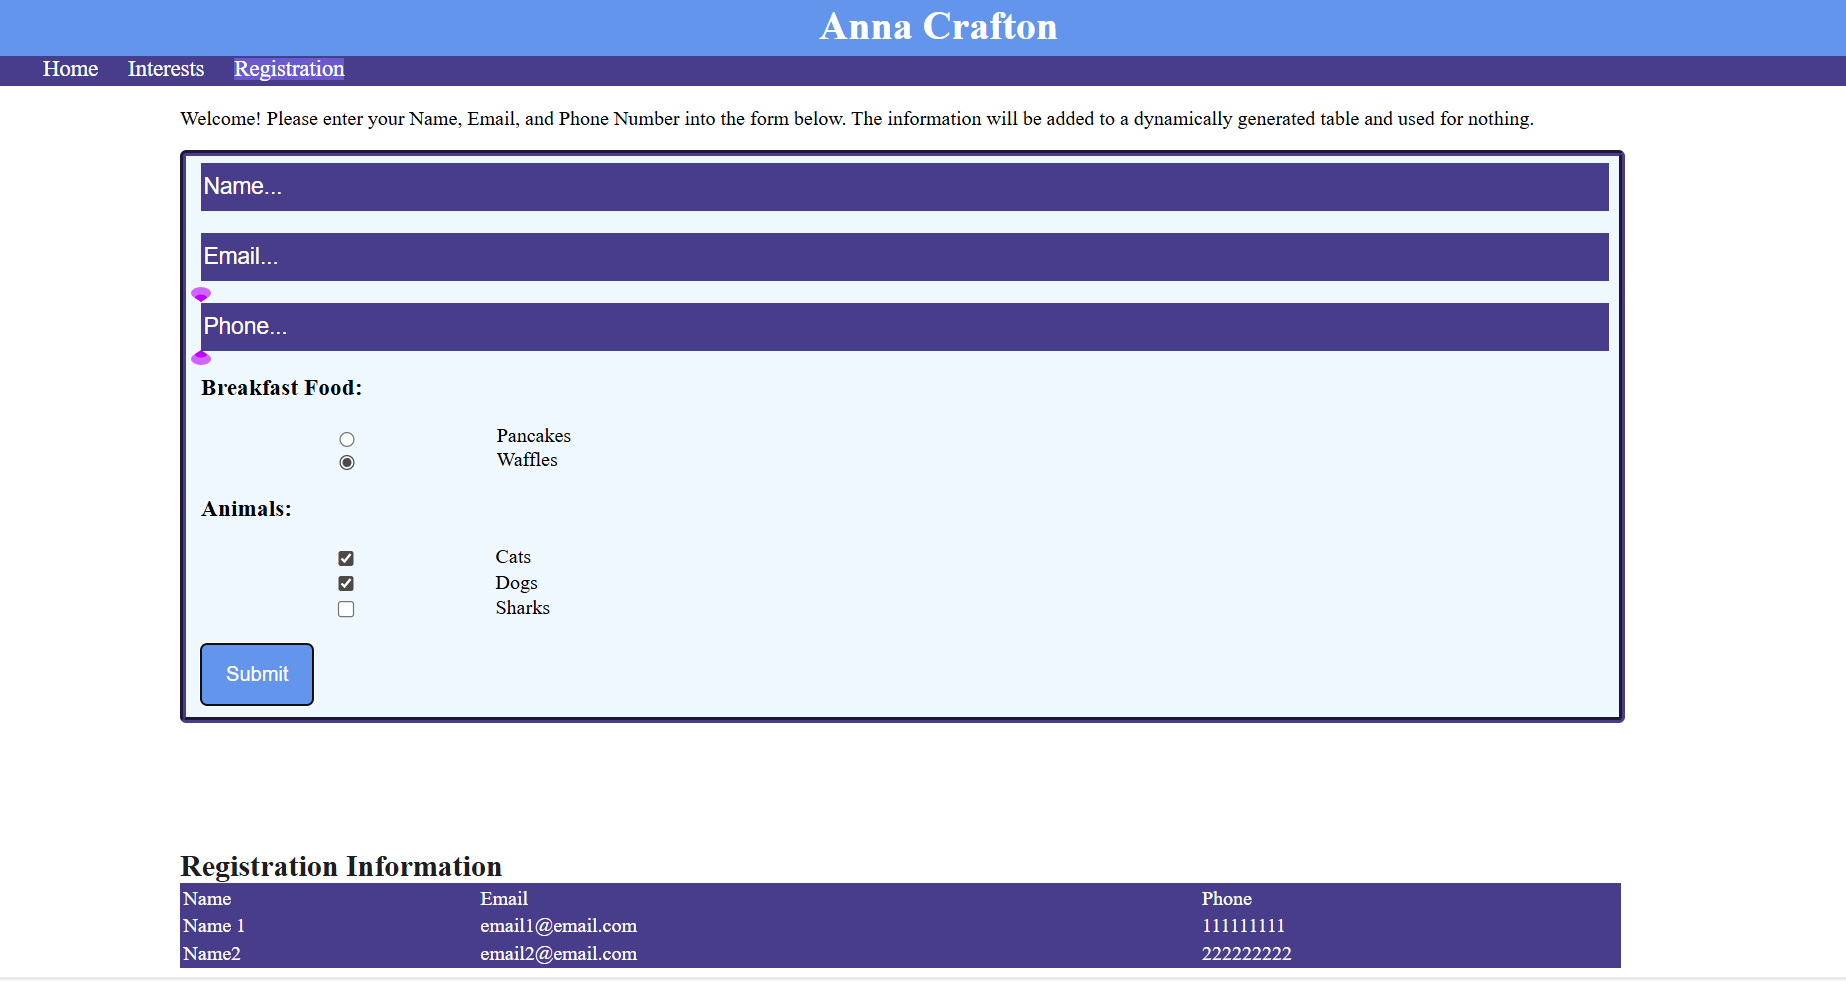 Anna Crafton
Home Interests Registration
Welcome! Please enter your Name, Email, and Phone Number into the form below. The information will be added to a dynamically generated table and used for nothing.
Name...
Email...
Phone...
Breakfast Food:
Pancakes
Waffles
Animals:
Cats
Dogs
Sharks
Submit
Registration Information
Name Email Phone
Name 1 email1@email.com 111111111
Name2 email2@email.com 222222222